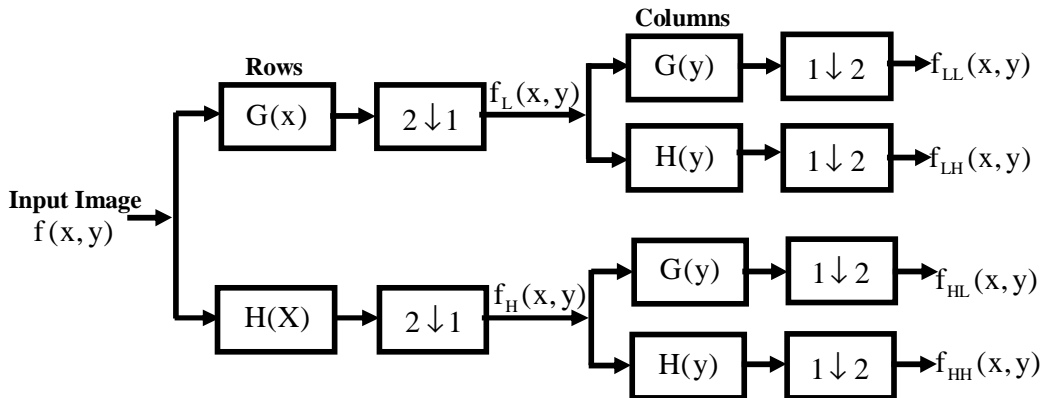 Columns
Rows
G(y)
1↓2
f_LL(x,y)
G(x)
2↓1
f_L(x,y)
H(y)
1↓2
f_LH(x,y)
Input Image
f(x,y)
G(y)
1↓2
f_HL(x,y)
H(X)
2↓1
f_H(x,y)
H(y)
1↓2
f_HH(x,y)